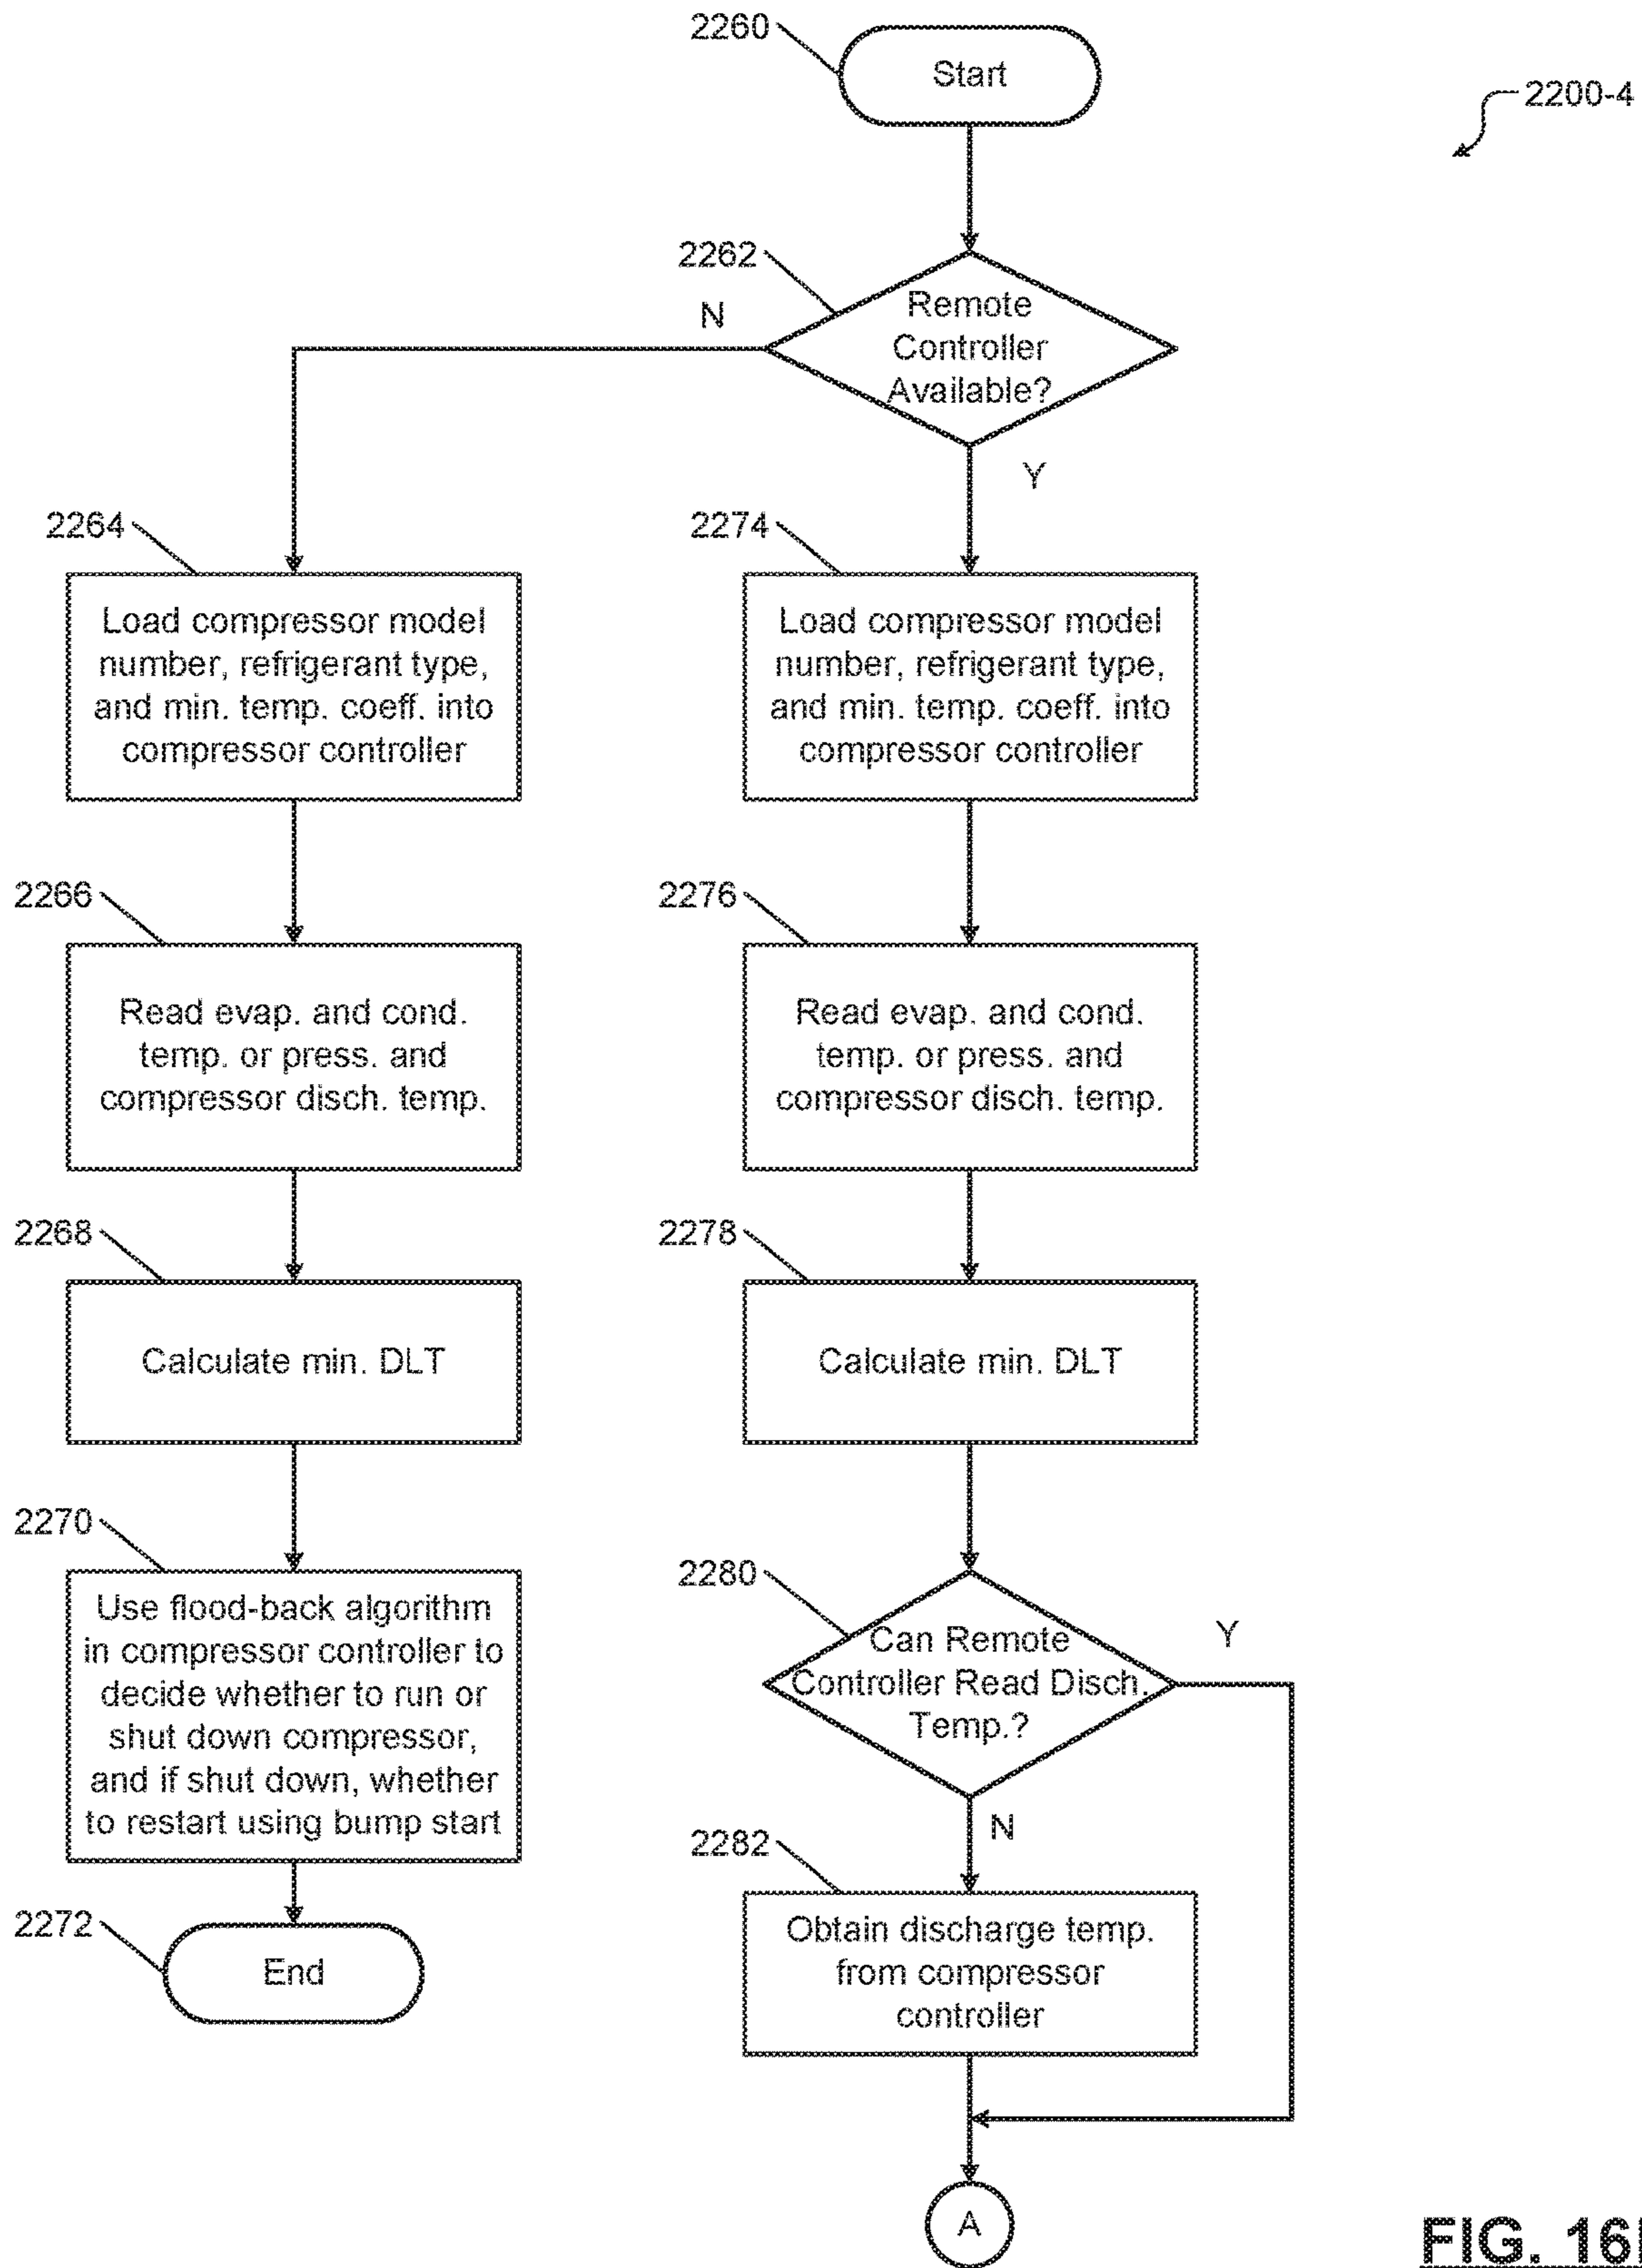 2260
Start
2200-4
2262
N
Remote
Controller
Available?
Y
2264
Load compressor model
number, refrigerant type,
and min. temp. coeff. into
compressor controller
2274
Load compressor model
number, refrigerant type,
and min. temp. coeff. into
compressor controller
2266
Read evap. and cond.
temp. or press. and
compressor disch. temp.
2276
Read evap. and cond.
temp. or press. and
compressor disch. temp.
2268
Calculate min. DLT
2278
Calculate min. DLT
2270
Use flood-back algorithm
in compressor controller to
decide whether to run or
shut down compressor,
and if shut down, whether
to restart using bump start
2280
Can Remote
Controller Read Disch.
Temp.?
Y
N
2272
End
2282
Obtain discharge temp.
from compressor
controller
A
FIG.